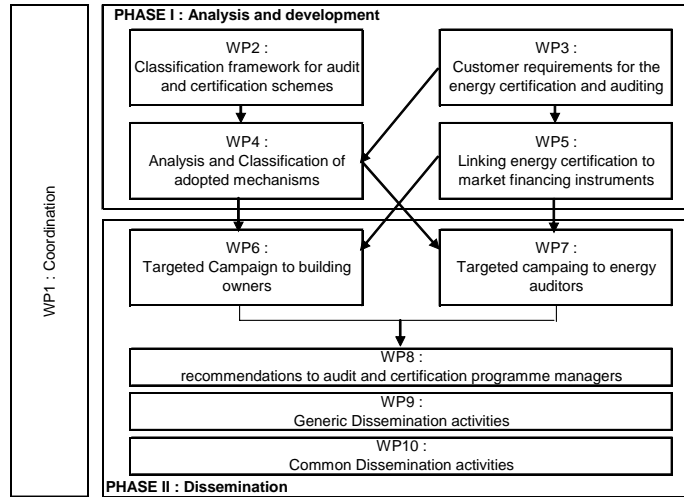 PHASE I : Analysis and development
WP2 :
Classification framework for audit
and certification schemes
WP3 :
Customer requirements for the
energy certification and auditing
WP4 :
Analysis and Classification of
adopted mechanisms
WP5 :
Linking energy certification to
market financing instruments
WP1 : Coordination
WP6 :
Targeted Campaign to building
owners
WP7 :
Targeted campaing to energy
auditors
WP8 :
recommendations to audit and certification programme managers
WP9 :
Generic Dissemination activities
WP10 :
Common Dissemination activities
PHASE II : Dissemination